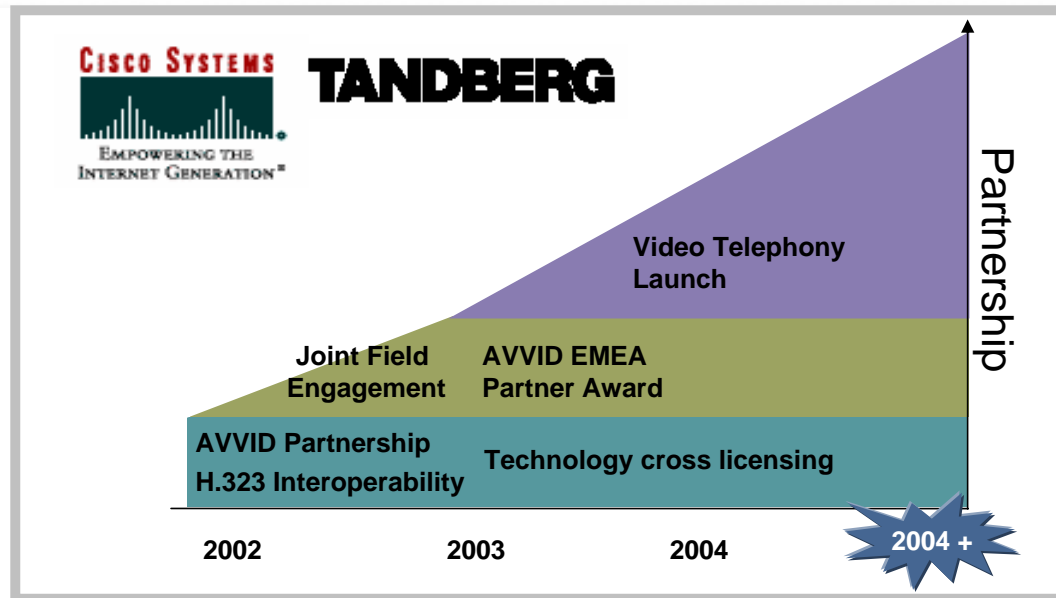 CISCO SYSTEMS
EMPOWERING THE
INTERNET GENERATION
TANDBERG
Partnership
Video Telephony
Launch
Joint Field
Engagement
AVVID EMEA
Partner Award
AVVID Partnership
H.323 Interoperability
Technology cross licensing
2002
2003
2004
2004 +